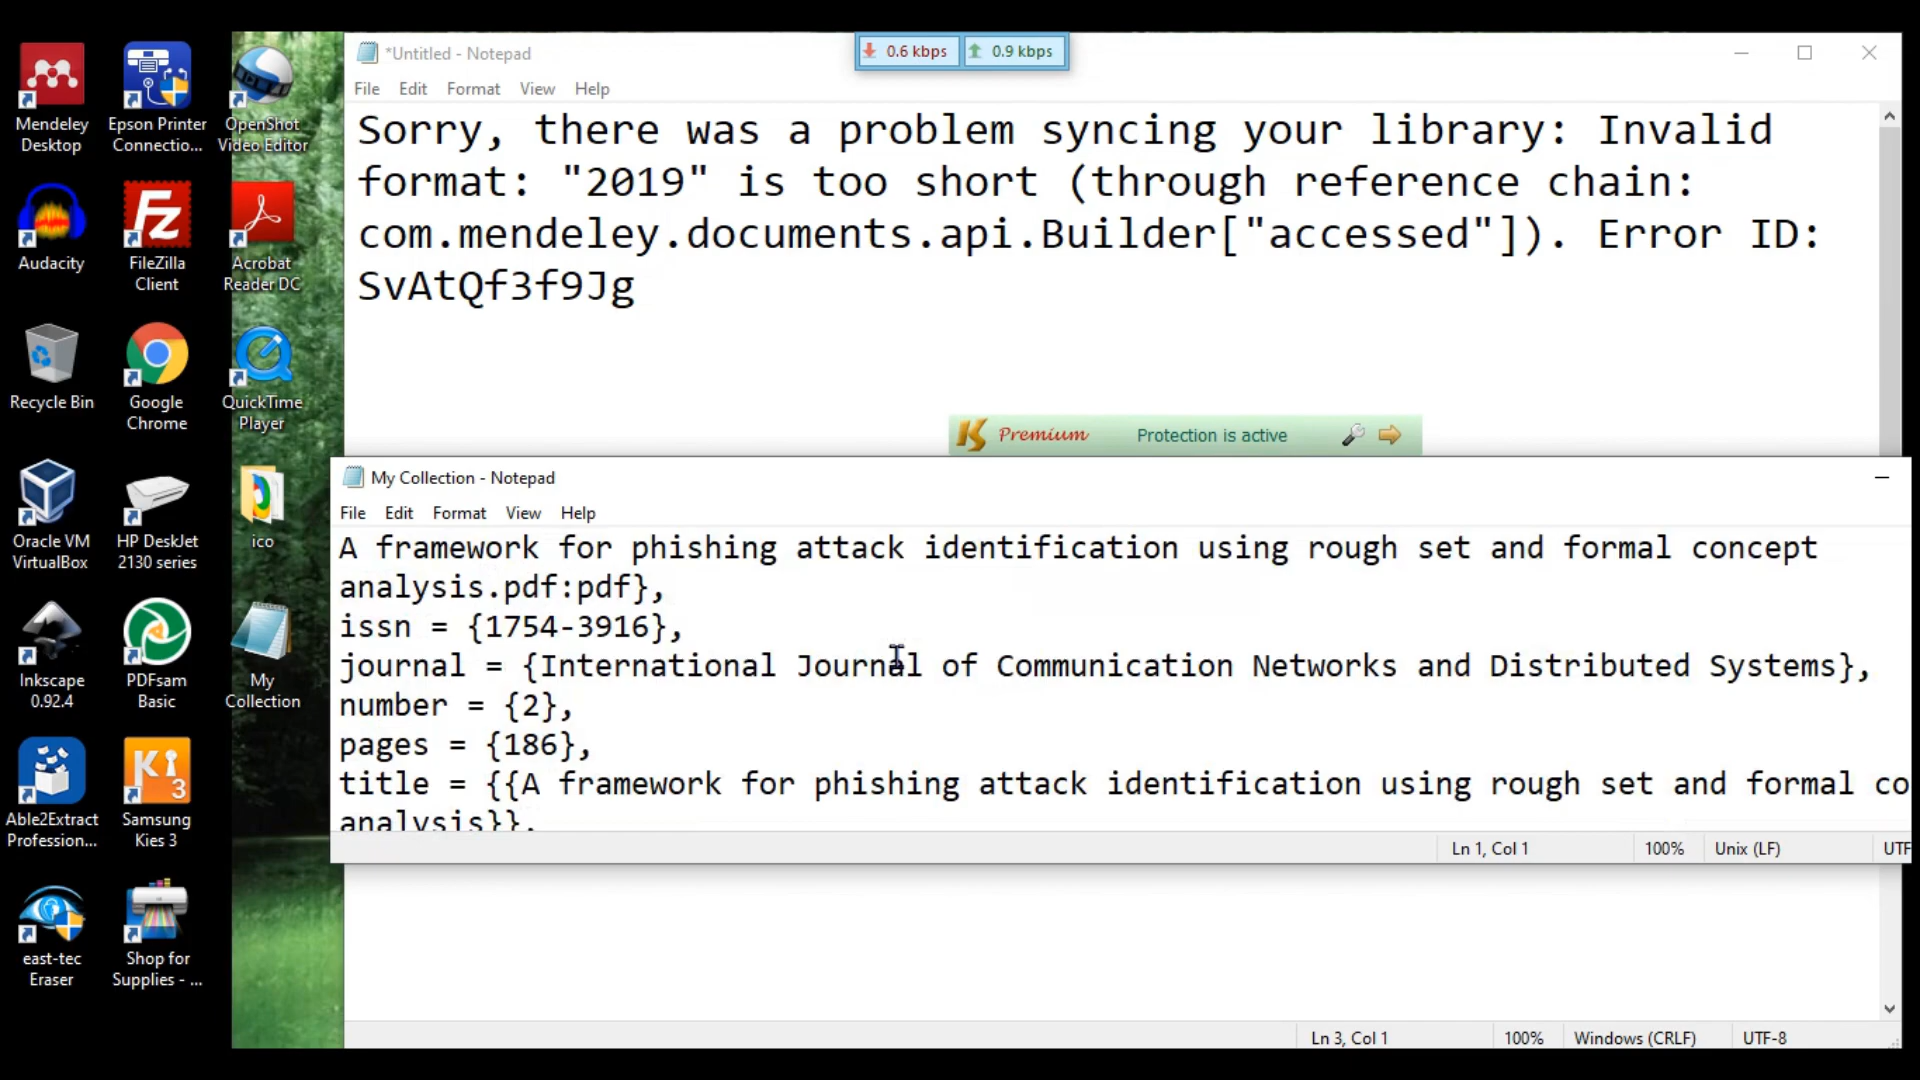 *Untitled - Notepad
0.6 kbps
0.9 kbps
File Edit Format View Help
Sorry, there was a problem syncing your library: Invalid
format: "2019" is too short (through reference chain:
com.mendeley.documents.api.Builder["accessed"]). Error ID:
SvAtQf3f9Jg
Premium
Protection is active
My Collection - Notepad
File Edit Format View Help
A framework for phishing attack identification using rough set and formal concept
analysis.pdf:pdf},
issn = {1754-3916},
journal = {International Journal of Communication Networks and Distributed Systems},
number = {2},
pages = {186},
title = {{A framework for phishing attack identification using rough set and formal co
analysis}},
Ln 1, Col 1
100%
Unix (LF)
UTF
Ln 3, Col 1
100%
Windows (CRLF)
UTF-8
Mendeley
Desktop
Epson Printer
Connectio...
OpenShot
Video Editor
Audacity
FileZilla
Client
Acrobat
Reader DC
Recycle Bin
Google
Chrome
QuickTime
Player
Oracle VM
VirtualBox
HP DeskJet
2130 series
ico
Inkscape
0.92.4
PDFsam
Basic
My
Collection
Able2Extract
Profession...
Ki
3
Samsung
Kies 3
east-tec
Eraser
Shop for
Supplies - ...